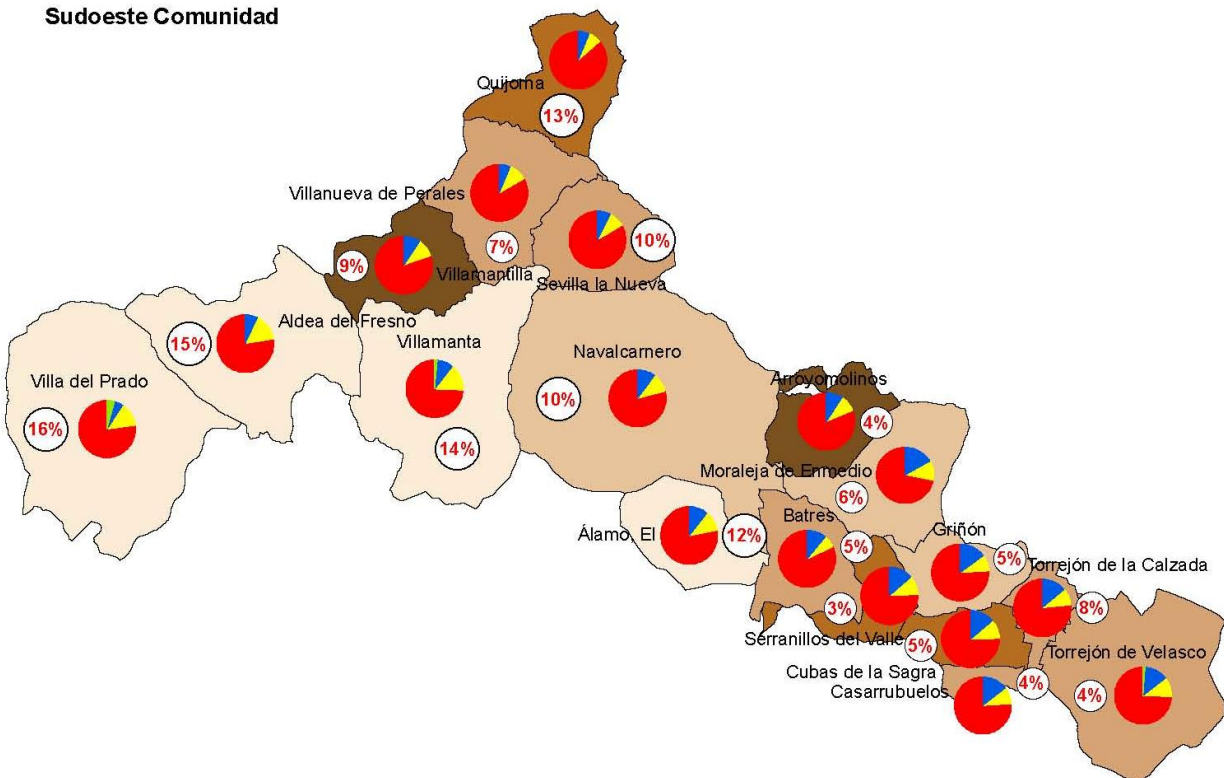 Sudoeste Comunidad
Quijorna
13%
Villanueva de Perales
7%
10%
Sevilla la Nueva
9%
Villamantilla
Aldea del Fresno
15%
Villamanta
14%
Navalcarnero
10%
Villa del Prado
16%
Arroyomolinos
4%
Moraleja de Enmedio
6%
Álamo, El
12%
Batres
5%
3%
Griñón
5%
Torrejón de la Calzada
8%
Serranillos del Valle
5%
Cubas de la Sagra
Casarrubuelos
4%
Torrejón de Velasco
4%